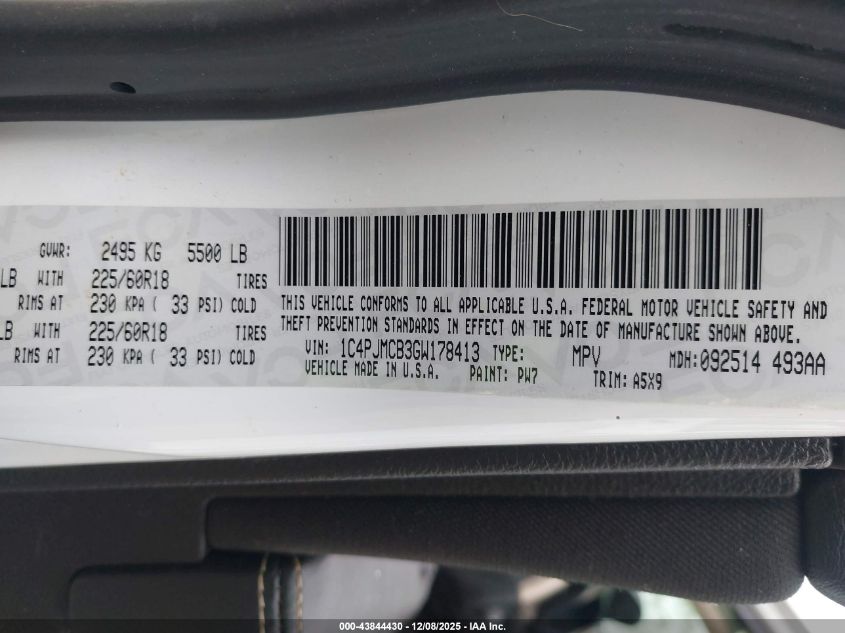 GVWR: 2495 KG 5500 LB
LB WITH 225/60R18 TIRES
RIMS AT 230 KPA ( 33 PSI) COLD
LB WITH 225/60R18 TIRES
RIMS AT 230 KPA ( 33 PSI) COLD
THIS VEHICLE CONFORMS TO ALL APPLICABLE U.S.A. FEDERAL MOTOR VEHICLE SAFETY AND
THEFT PREVENTION STANDARDS IN EFFECT ON THE DATE OF MANUFACTURE SHOWN ABOVE.
VIN: 1C4PJMCB3GW178413 TYPE: MPV MDH:092514 493AA
VEHICLE MADE IN U.S.A. PAINT: PW7 TRIM: A5X9
000-43844430 - 12/08/2025 - IAA Inc.